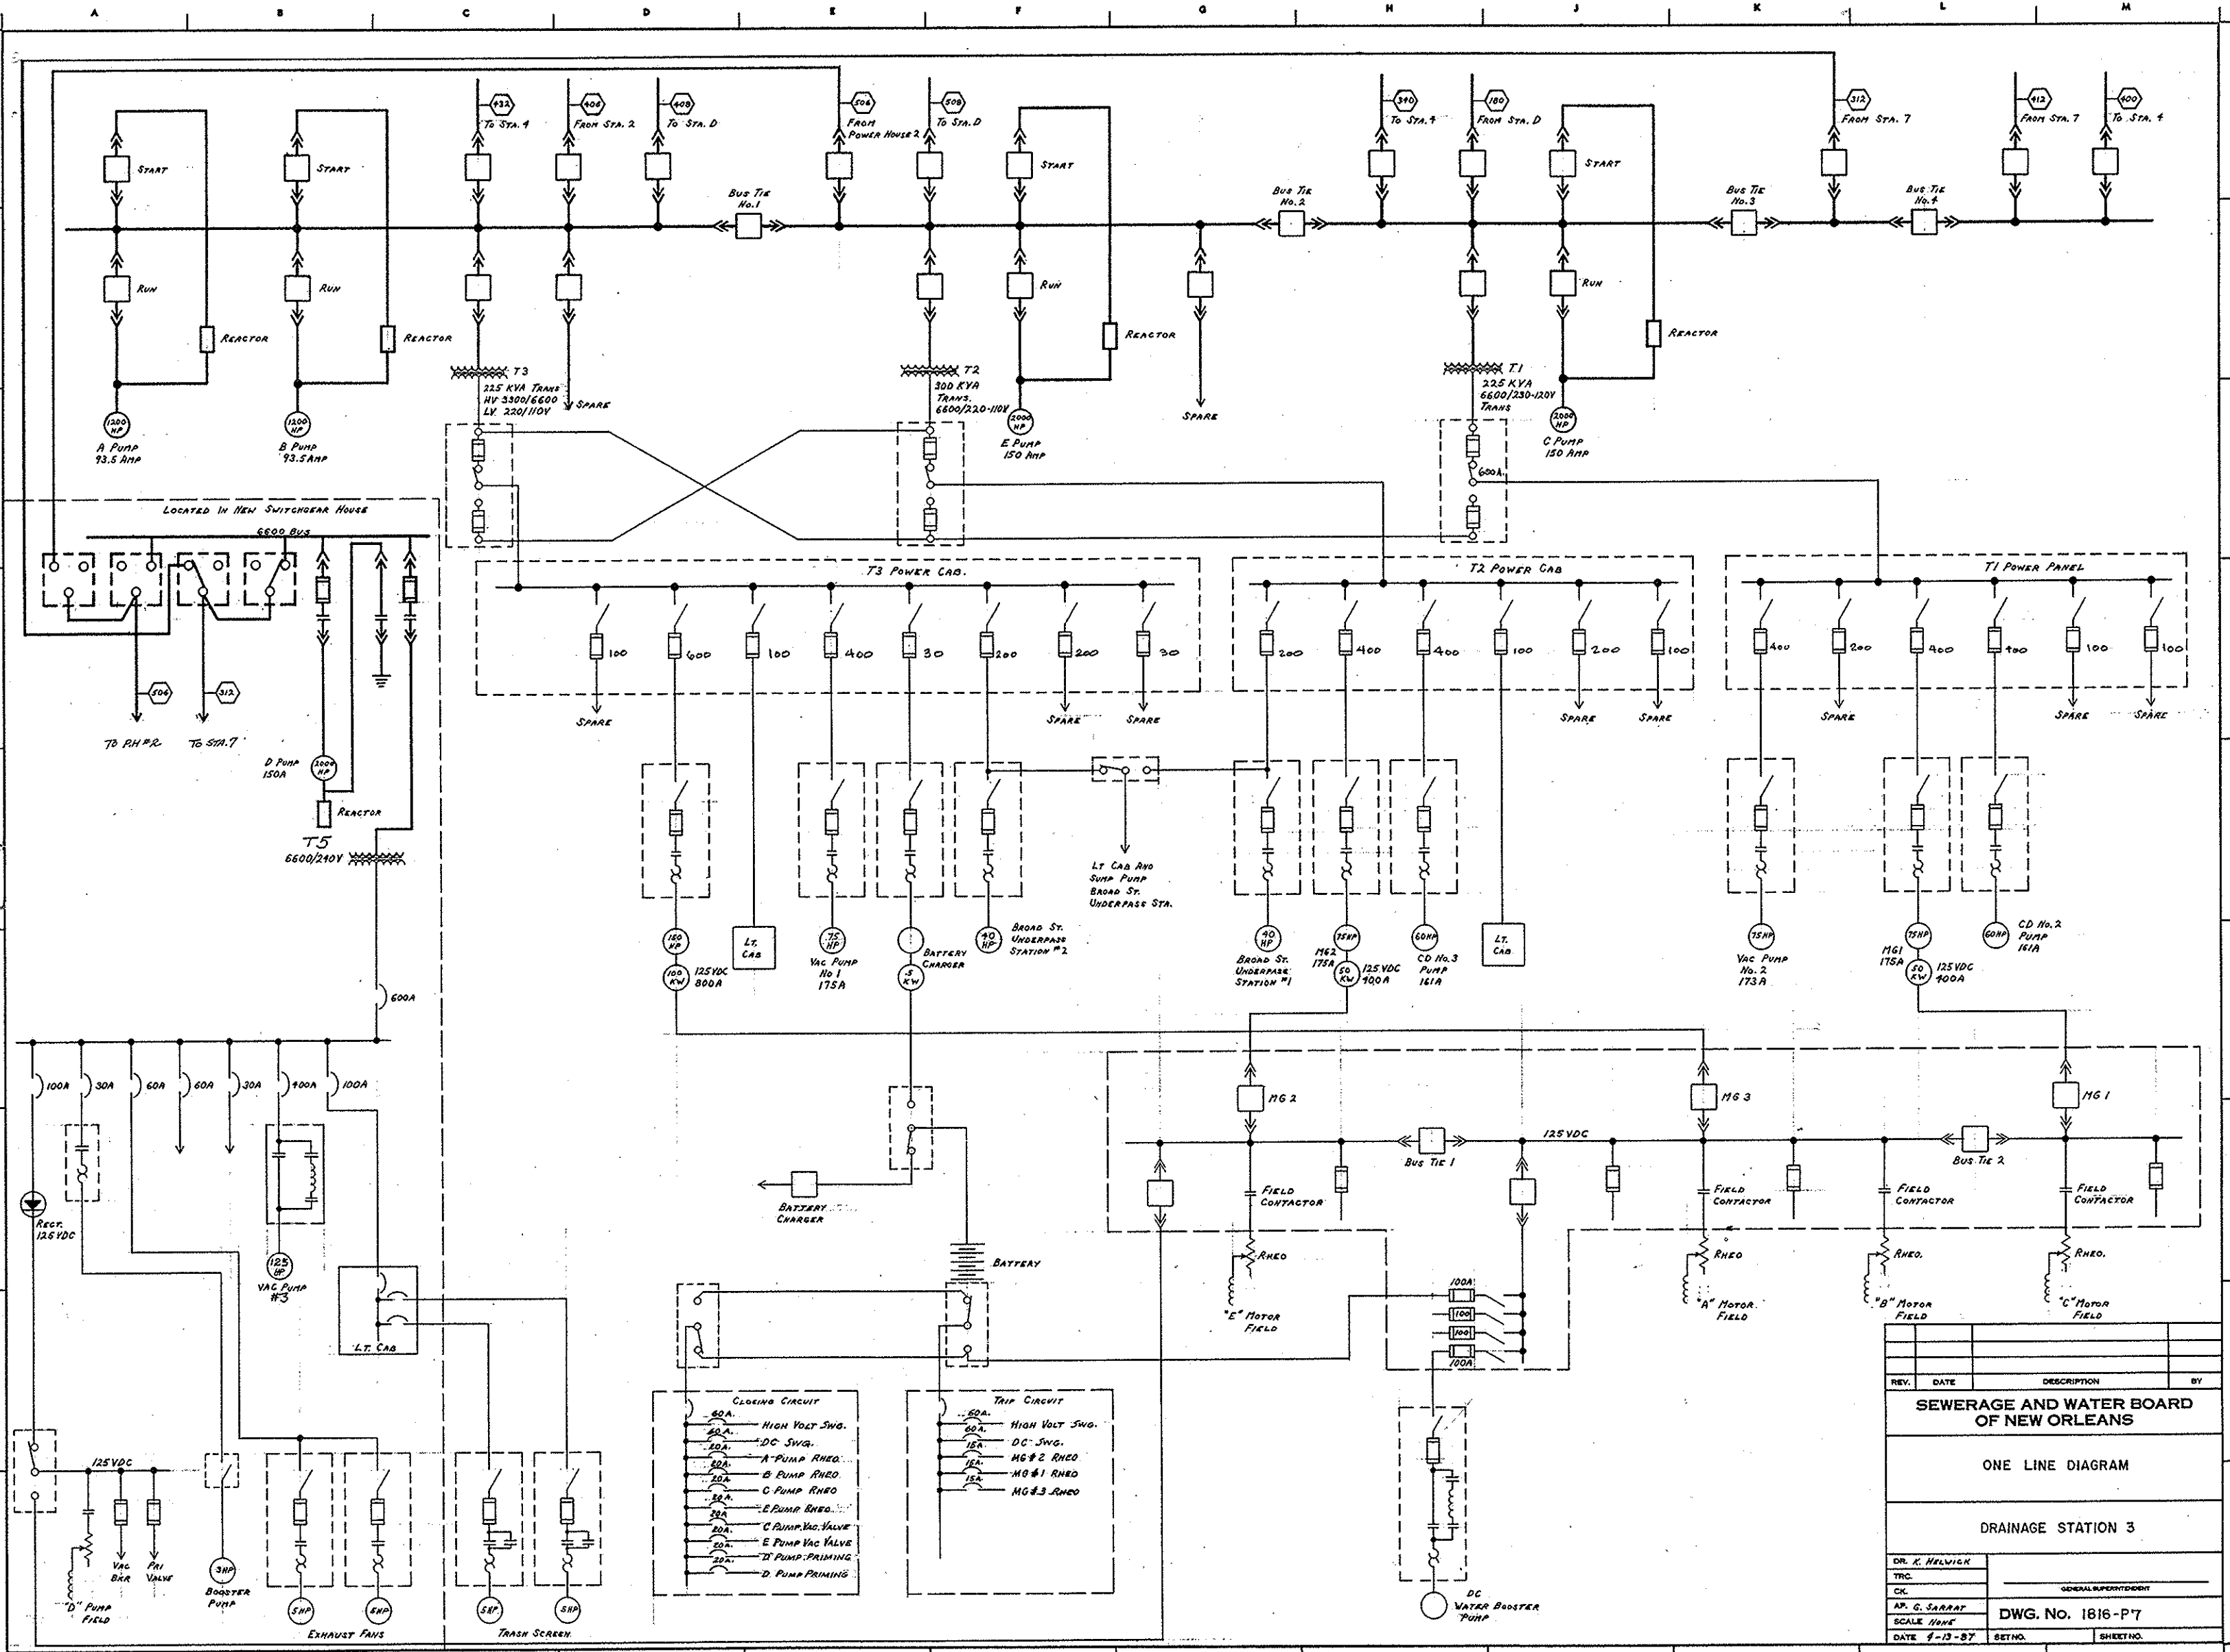 A B C D E F G H J K L M
432
To STA. 4
406
FROM STA. 2
408
To STA. D
506
FROM
POWER HOUSE 2
508
To STA. D
340
To STA. 4
180
FROM STA. D
312
FROM STA. 7
412
FROM STA. 7
400
To STA. 4
START
START
START
START
BUS TIE
No. 1
BUS TIE
No. 2
BUS TIE
No. 3
BUS TIE
No. 4
RUN
RUN
RUN
RUN
REACTOR
REACTOR
REACTOR
REACTOR
T3
225 KVA TRANS
HV 3300/6600
LV. 220/110V
SPARE
T2
300 KVA
TRANS.
6600/220-110V
SPARE
T1
225 KVA
6600/230-120V
TRANS
1200
HP
A PUMP
93.5 AMP
1200
HP
B PUMP
93.5 AMP
2000
HP
E PUMP
150 AMP
2000
HP
C PUMP
150 AMP
600A.
LOCATED IN NEW SWITCHGEAR HOUSE
6600 BUS
506
TO P.H #2
312
TO STA. 7
D PUMP
150A
2000
HP
REACTOR
T5
6600/240V
600A
T3 POWER CAB.
100 600 100 400 30 200 200 30
SPARE
SPARE
SPARE
T2 POWER CAB
200 400 400 100 200 100
SPARE
SPARE
T1 POWER PANEL
400 200 400 400 100 100
SPARE
SPARE
SPARE
LT CAB AND
SUMP PUMP
BROAD ST.
UNDERPASS STA.
150
HP
100
KW
125 VDC
800A
LT.
CAB
75
HP
VAC PUMP
No 1
175A
BATTERY
CHARGER
.5
KW
40
HP
BROAD ST.
UNDERPASS
STATION #2
40
HP
BROAD ST.
UNDERPASS
STATION #1
75HP
MG2
175A
50
KW
125 VDC
400A
60HP
CD No. 3
PUMP
161A
LT.
CAB
75HP
VAC PUMP
No. 2
173A
75HP
MG1
175A
50
KW
125 VDC
400A
60HP
CD No. 2
PUMP
161A
100A 30A 60A 60A 30A 400A 100A
RECT.
125 VDC
125
HP
VAC PUMP
#3
LT. CAB
BATTERY
CHARGER
BATTERY
MG 2
MG 3
MG 1
125 VDC
BUS TIE 1
BUS TIE 2
FIELD
CONTACTOR
FIELD
CONTACTOR
FIELD
CONTACTOR
FIELD
CONTACTOR
RHEO
"E" MOTOR
FIELD
RHEO
"A" MOTOR
FIELD
RHEO.
"B" MOTOR
FIELD
RHEO.
"C" MOTOR
FIELD
100A
100
100
100A
125 VDC
"D" PUMP
FIELD
VAC
BKR
PRI
VALVE
3HP
BOOSTER
PUMP
5HP
5HP
EXHAUST FANS
5HP
5HP
TRASH SCREEN
CLOSING CIRCUIT
60A. HIGH VOLT SWG.
60A. DC SWG.
20A. A PUMP RHEO
20A. B PUMP RHEO
20A. C PUMP RHEO
20A. E PUMP RHEO
20A C PUMP VAC. VALVE
20A. E PUMP VAC VALVE
20A. D PUMP PRIMING
20A. D. PUMP PRIMING
TRIP CIRCUIT
60A. HIGH VOLT SWG.
60A. DC SWG.
15A. MG#2 RHEO
15A. MG#1 RHEO
15A. MG#3 RHEO
DC
WATER BOOSTER
PUMP
REV. DATE DESCRIPTION BY
SEWERAGE AND WATER BOARD
OF NEW ORLEANS
ONE LINE DIAGRAM
DRAINAGE STATION 3
DR. K. HELWICK
TRC.
CK.
GENERAL SUPERINTENDENT
AP. G. SARRAT
SCALE NONE
DWG. No. 1816-P7
DATE 4-13-87 SET NO. SHEET NO.